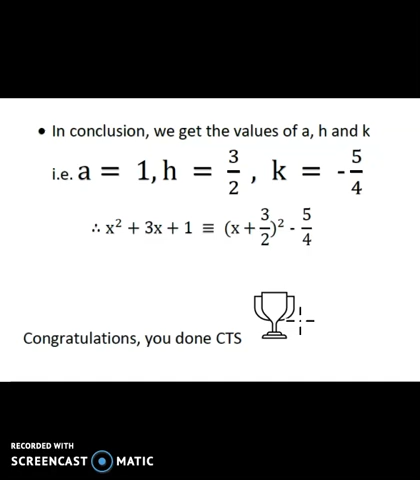 • In conclusion, we get the values of a, h and k
i.e. a = 1, h = 3/2 , k = -5/4
∴ x² + 3x + 1 ≡ (x + 3/2)² - 5/4
Congratulations, you done CTS
RECORDED WITH
SCREENCAST MATIC